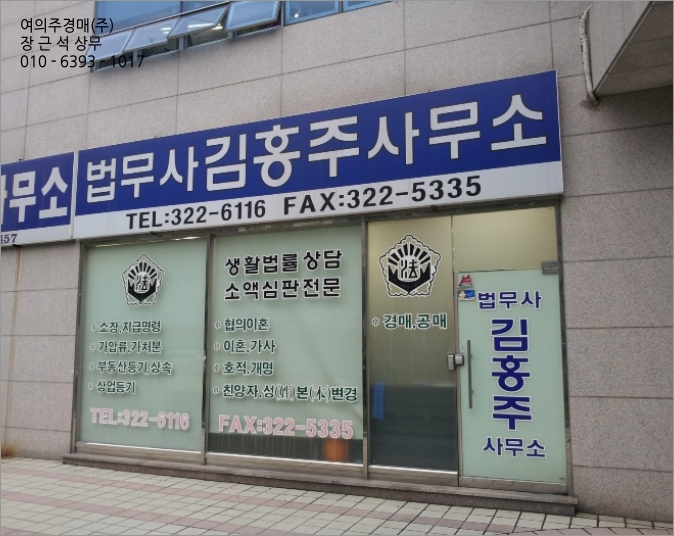 여의주경매(주)
장 근 석 상무
010 - 6393 - 1017
무소
457
법무사김홍주사무소
TEL:322-6116 FAX:322-5335
法
소장.지급명령
가압류.가처분
부동산등기.상속
상업등기
TEL:322-6116
생활법률 상담
소액심판전문
협의이혼
이혼.가사
호적.개명
친양자.성(姓)본(本)변경
FAX:322-5335
法
경매.공매
법무사
김홍주
사무소